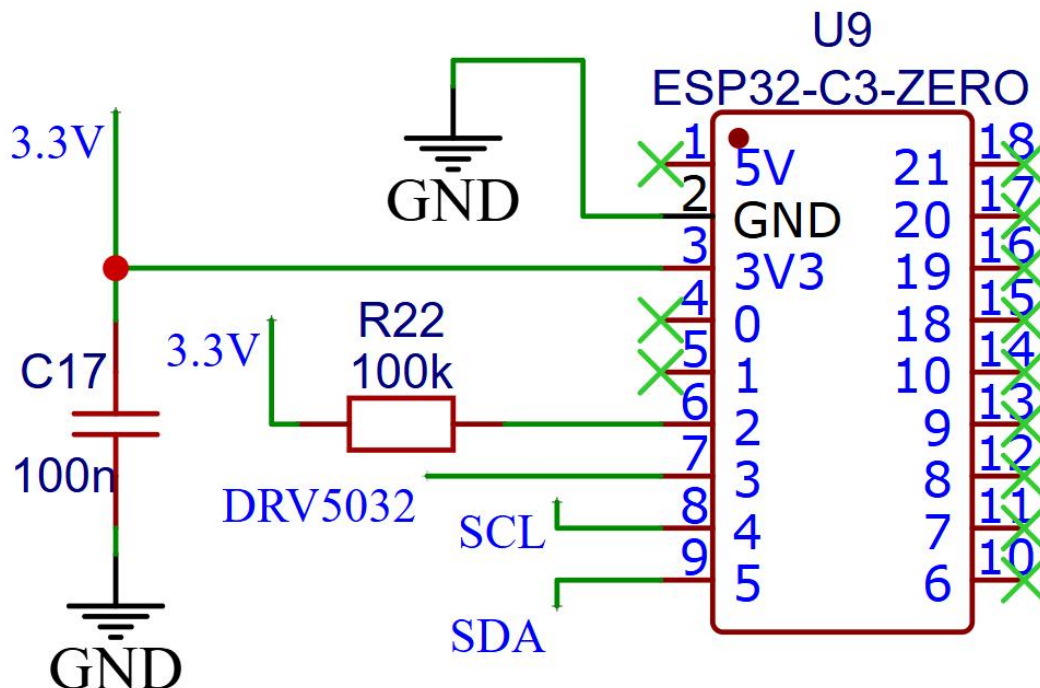 U9
ESP32-C3-ZERO
3.3V
GND
1 5V 21 18
2 GND 20 17
3 3V3 19 16
4 0 18 15
5 1 10 14
6 2 9 13
7 3 8 12
8 4 7 11
9 5 6 10
3.3V
R22
100k
C17
100n
DRV5032
SCL
SDA
GND